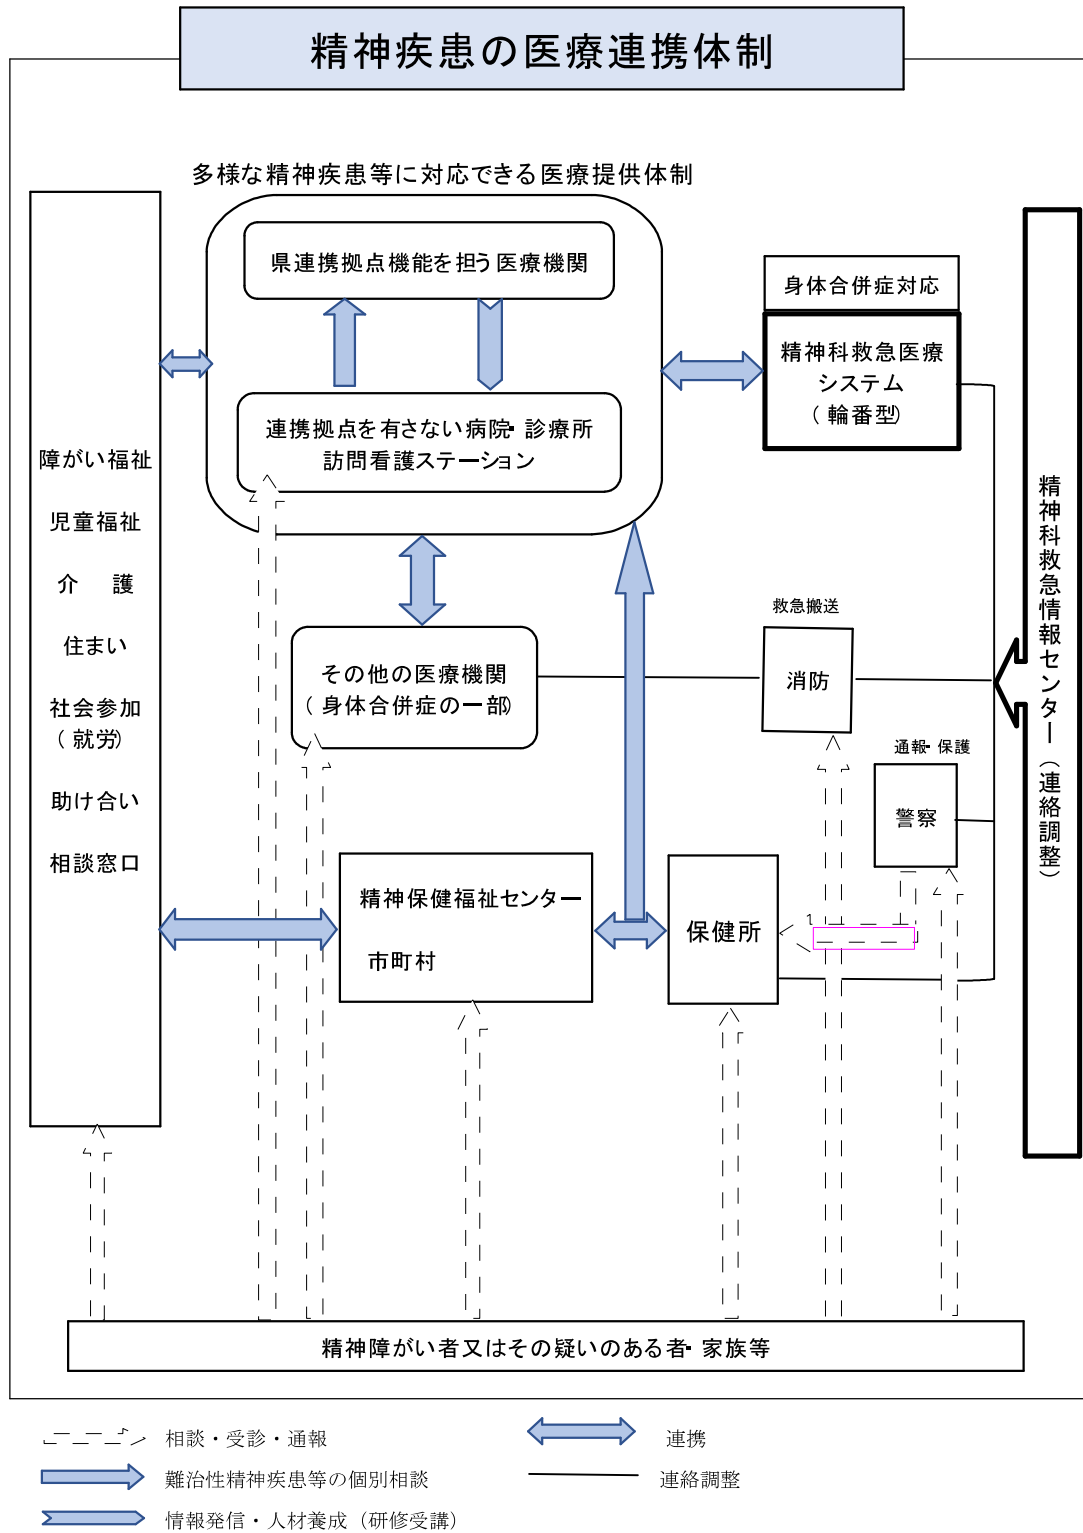 精神疾患の医療連携体制
多様な精神疾患等に対応できる医療提供体制
県連携拠点機能を担う医療機関
連携拠点を有さない病院・診療所
訪問看護ステーション
身体合併症対応
精神科救急医療
システム
(輪番型)
障がい福祉
児童福祉
介 護
住まい
社会参加
(就労)
助け合い
相談窓口
精神科救急情報センター(連絡調整)
その他の医療機関
(身体合併症の一部)
救急搬送
消防
通報・保護
警察
精神保健福祉センター
市町村
保健所
精神障がい者又はその疑いのある者・家族等
相談・受診・通報
連携
難治性精神疾患等の個別相談
連絡調整
情報発信・人材養成(研修受講)